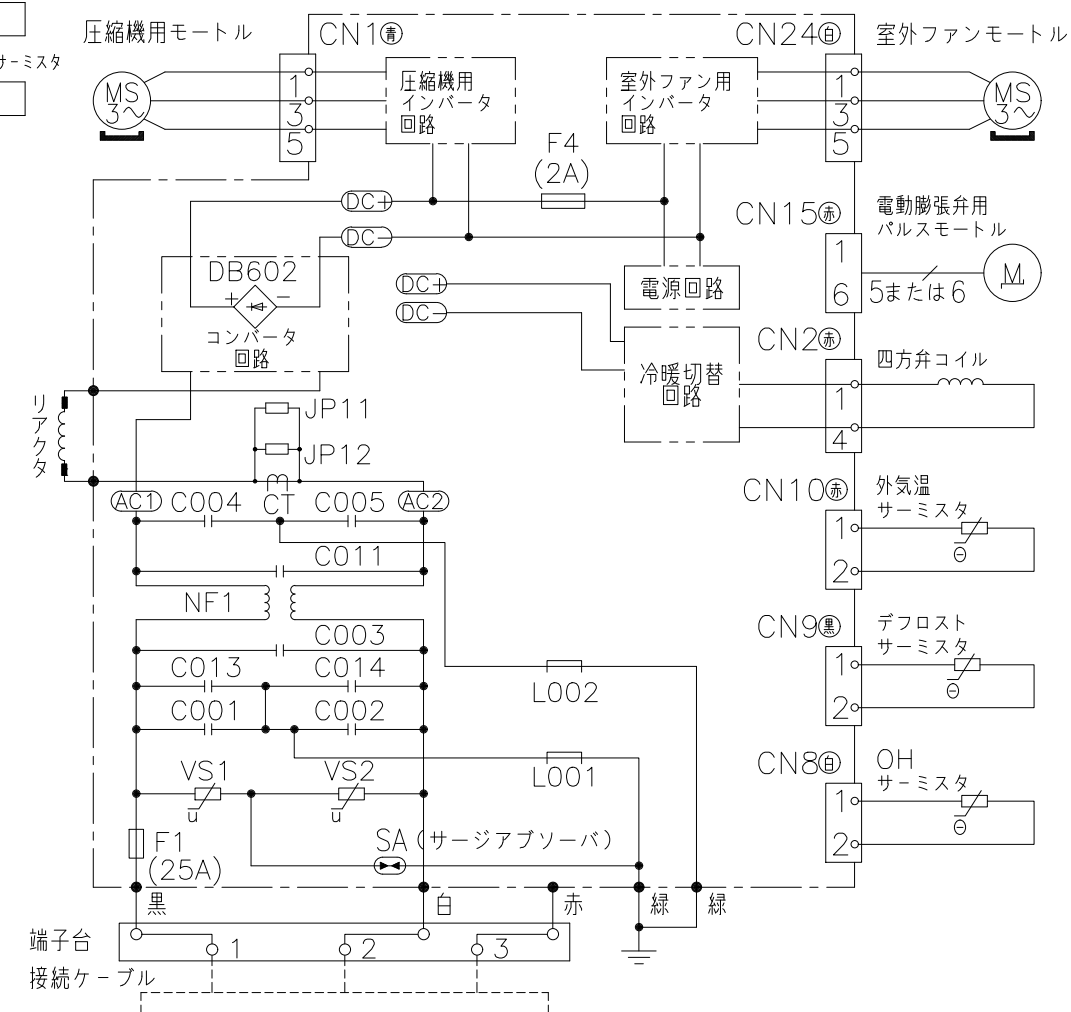 サーミスタ
圧縮機用モートル
CN1青
CN24白
室外ファンモートル
MS
3~
1
3
5
圧縮機用
インバータ
回路
室外ファン用
インバータ
回路
1
3
5
MS
3~
F4
(2A)
DC+
DC-
CN15赤
電動膨張弁用
パルスモートル
1
6
M
5または6
DB602
+
-
コンバータ
回路
DC+
DC-
電源回路
CN2赤
四方弁コイル
冷暖切替
回路
1
4
リアクタ
JP11
JP12
CT
AC1
C004
C005
AC2
CN10赤
外気温
サーミスタ
1
2
C011
NF1
C003
C013
C014
C001
C002
L002
CN9黒
デフロスト
サーミスタ
1
2
L001
VS1
VS2
u
u
CN8白
OH
サーミスタ
1
2
F1
(25A)
SA(サージアブソーバ)
黒
白
赤
緑
緑
端子台
1
2
3
接続ケーブル